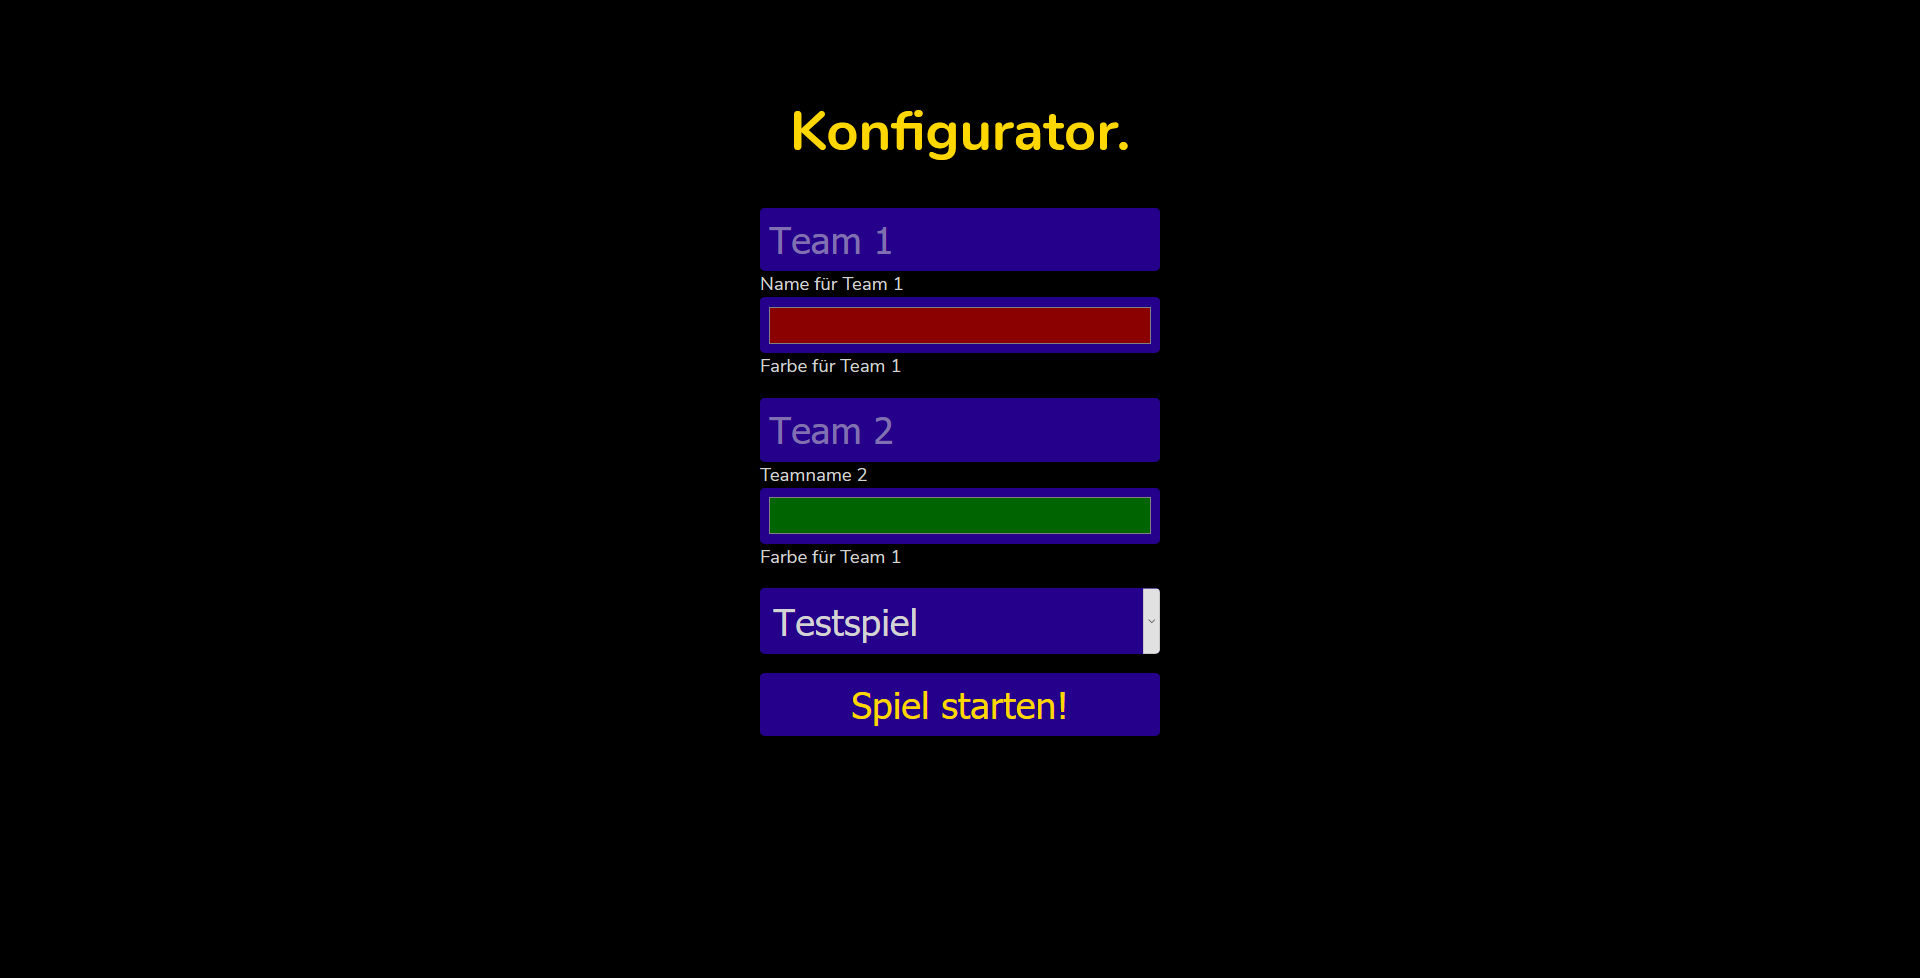 Konfigurator.
Team 1
Name für Team 1
Farbe für Team 1
Team 2
Teamname 2
Farbe für Team 1
Testspiel
Spiel starten!